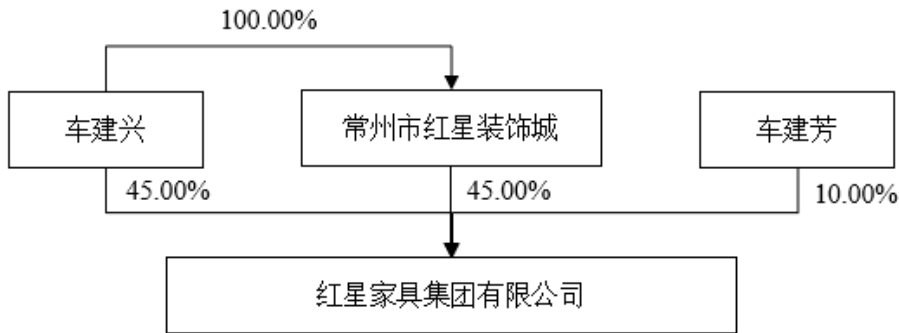 100.00%
车建兴
常州市红星装饰城
车建芳
45.00%
45.00%
10.00%
红星家具集团有限公司